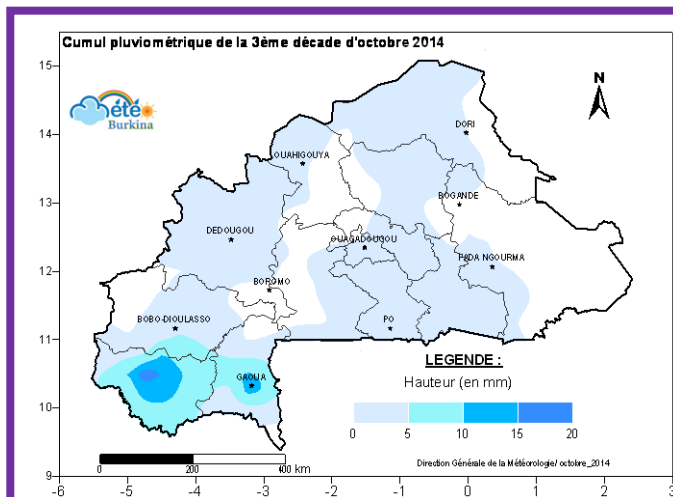 Cumul pluviométrique de la 3ème décade d'octobre 2014
15
N
été
Burkina
DORI
14
OUAHIGOUYA
13
BOGANDE
DEDOUGOU
OUAGADOUGOU
FADA NGOURMA
12
BOROMO
BOBO-DIOULASSO
PO
11
LEGENDE :
Hauteur (en mm)
GAOUA
10
0 5 10 15 20
Direction Générale de la Météorologie/ octobre_2014
0 200 400 km
9
-6 -5 -4 -3 -2 -1 0 1 2 3